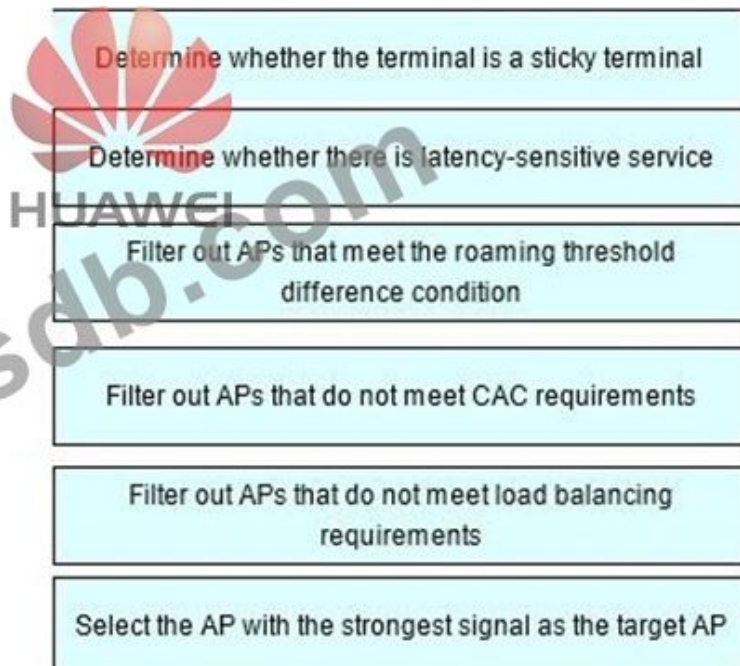 Determine whether the terminal is a sticky terminal
Determine whether there is latency-sensitive service
HUAWEI
Filter out APs that meet the roaming threshold
difference condition
sdb.com
Filter out APs that do not meet CAC requirements
Filter out APs that do not meet load balancing
requirements
Select the AP with the strongest signal as the target AP